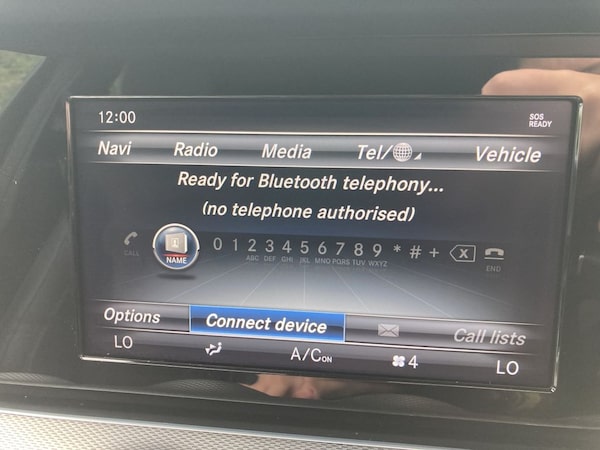 12:00
SOS
READY
Navi Radio Media Tel/ Vehicle
Ready for Bluetooth telephony...
(no telephone authorised)
CALL NAME 0 1 2 3 4 5 6 7 8 9 * # + X END
ABC DEF GHI JKL MNO PQRS TUV WXYZ
Options Connect device Call lists
LO A/C ON 4 LO